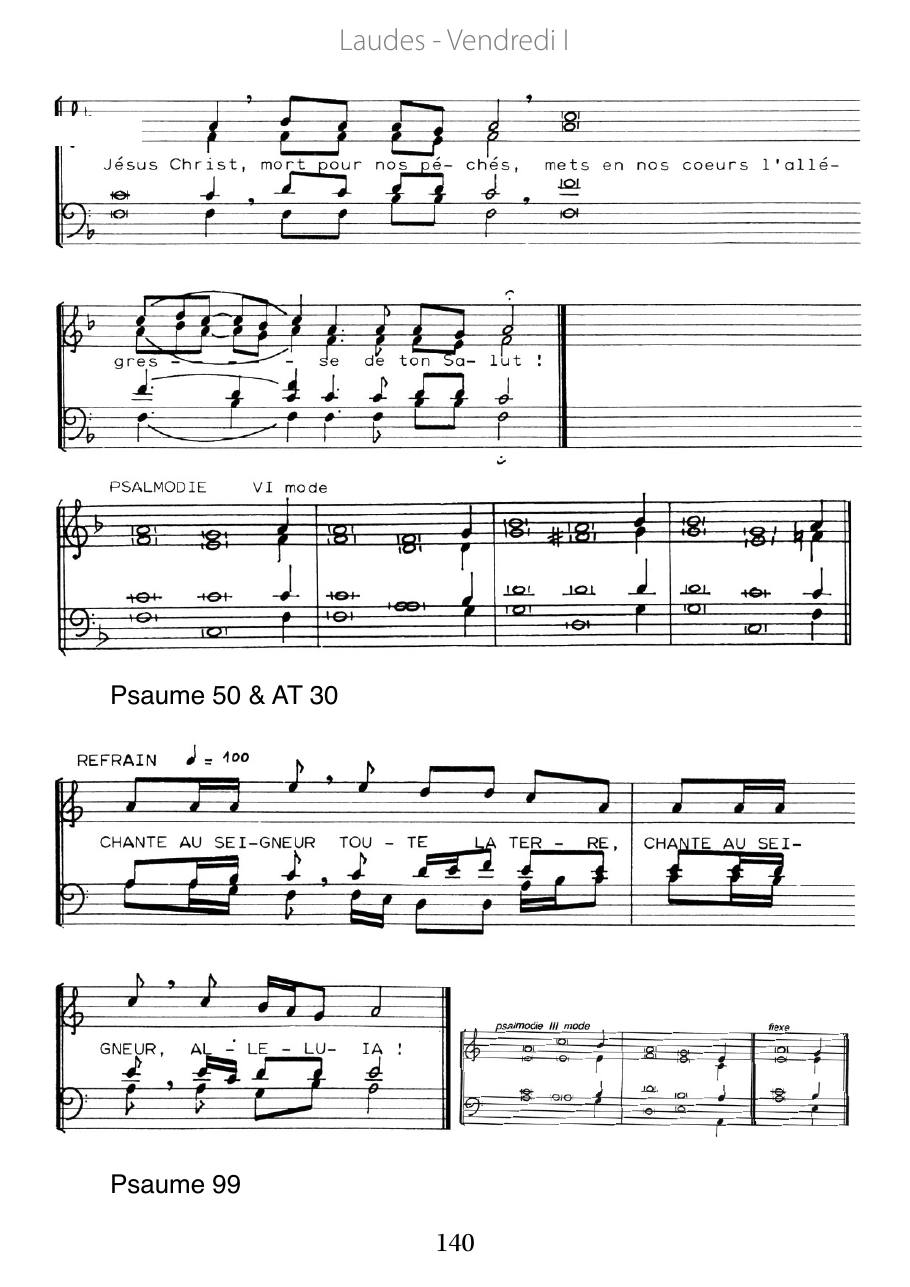 Laudes - Vendredi I
Jésus Christ, mort pour nos pé- chés, mets en nos coeurs l'allé-
gres - - - - se de ton Sa- lut !
PSALMODIE VI mode
Psaume 50 & AT 30
REFRAIN ♩ = 100
CHANTE AU SEI-GNEUR TOU - TE LA TER - RE, CHANTE AU SEI-
GNEUR, AL - LE - LU - IA !
psalmodie III mode flexe
Psaume 99
140